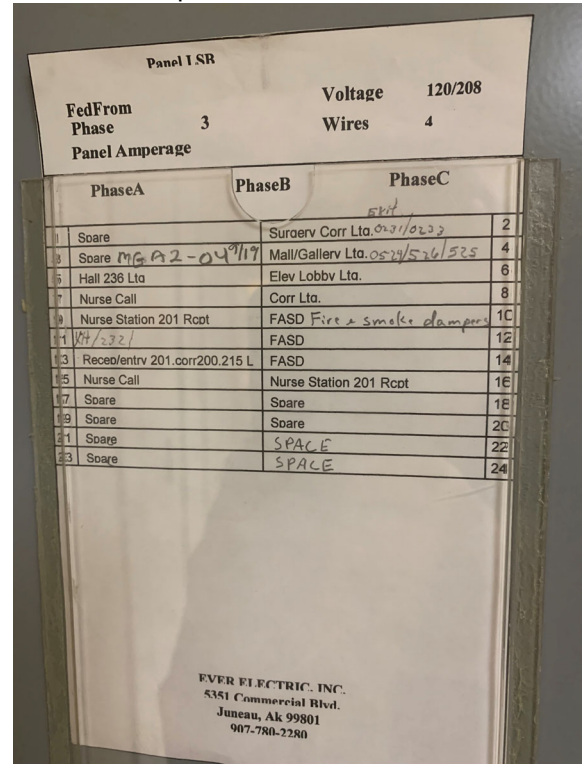 Panel LSR
FedFrom Voltage 120/208
Phase 3 Wires 4
Panel Amperage
PhaseA PhaseB PhaseC
Exit
1 Spare Surgery Corr Ltg. 0231/0233 2
3 Spare MGA2-04 9/19 Mall/Gallery Ltg. 0529/526/525 4
5 Hall 236 Ltg Elev Lobby Ltg. 6
7 Nurse Call Corr Ltg. 8
9 Nurse Station 201 Rcpt FASD Fire & smoke dampers 10
11 /232/ FASD 12
13 Recep/entry 201.corr200.215 L FASD 14
15 Nurse Call Nurse Station 201 Rcpt 16
17 Spare Spare 18
19 Spare Spare 20
21 Spare SPACE 22
23 Spare SPACE 24
EVER ELECTRIC. INC.
5351 Commercial Blvd.
Juneau, Ak 99801
907-780-2280